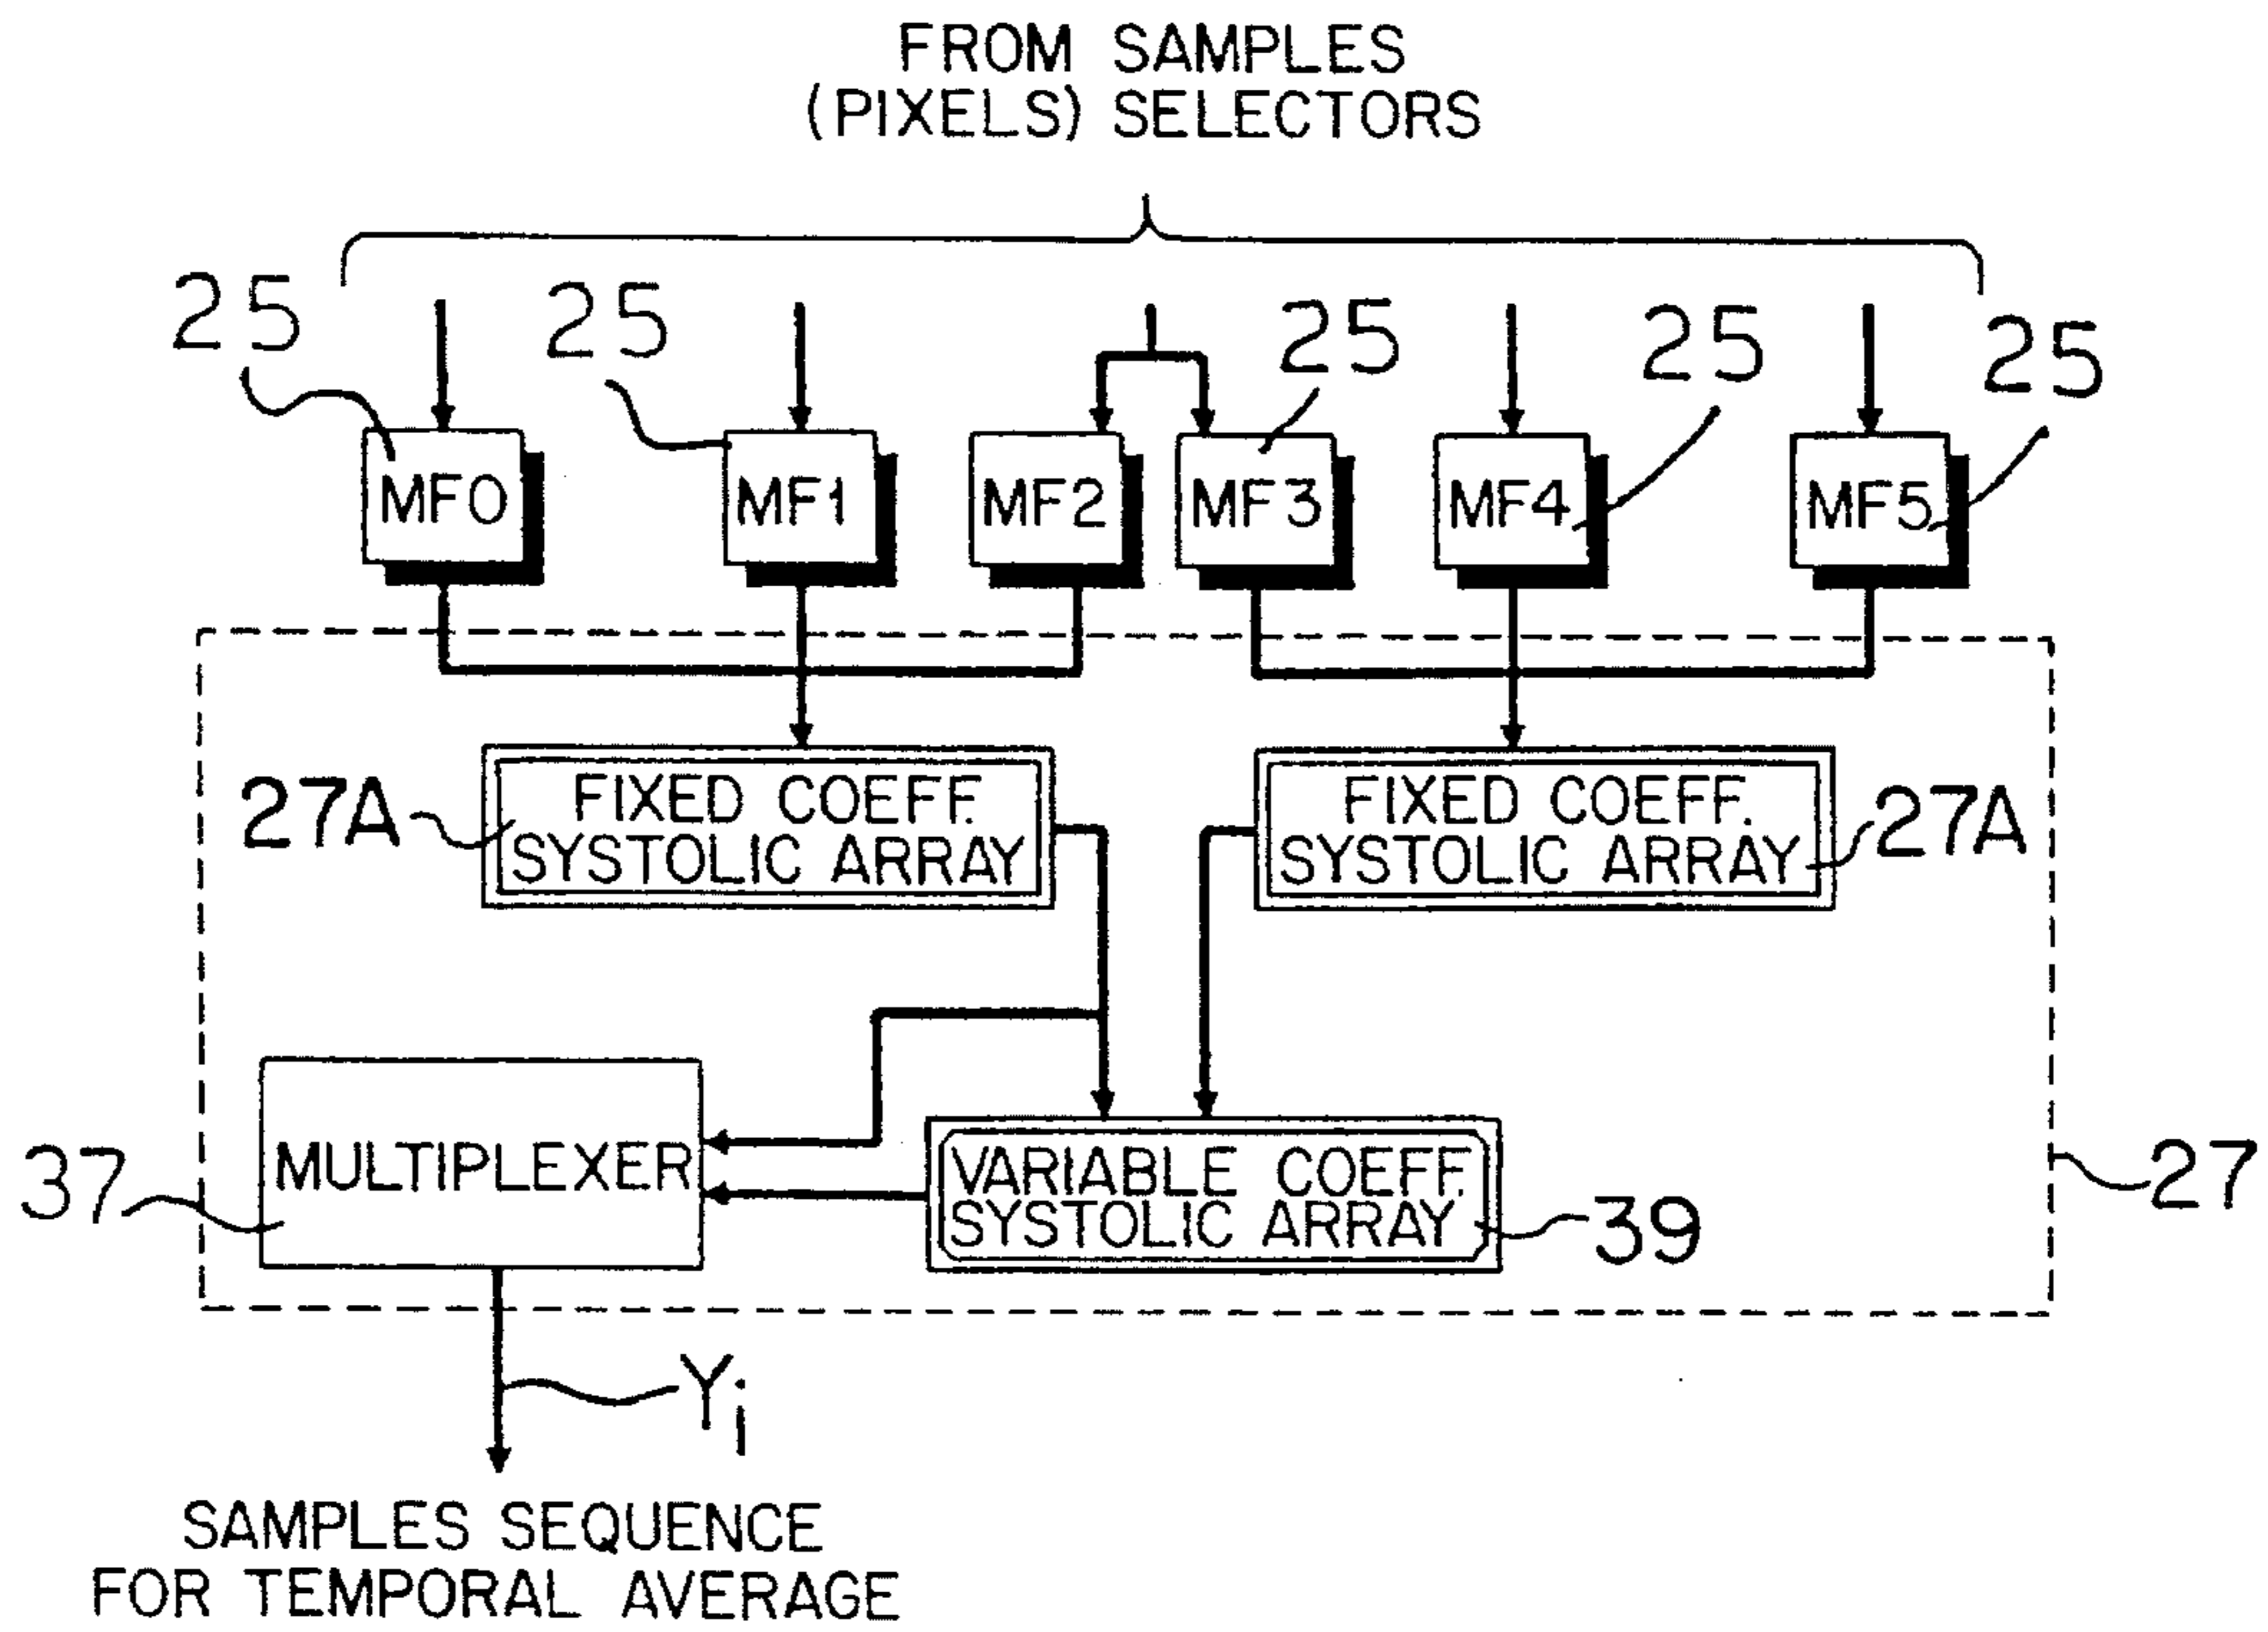 FROM SAMPLES
(PIXELS) SELECTORS
25
25
25
25
25
MF0
MF1
MF2
MF3
MF4
MF5
27A
FIXED COEFF.
SYSTOLIC ARRAY
FIXED COEFF.
SYSTOLIC ARRAY
27A
37
MULTIPLEXER
VARIABLE COEFF.
SYSTOLIC ARRAY
39
27
Yi
SAMPLES SEQUENCE
FOR TEMPORAL AVERAGE